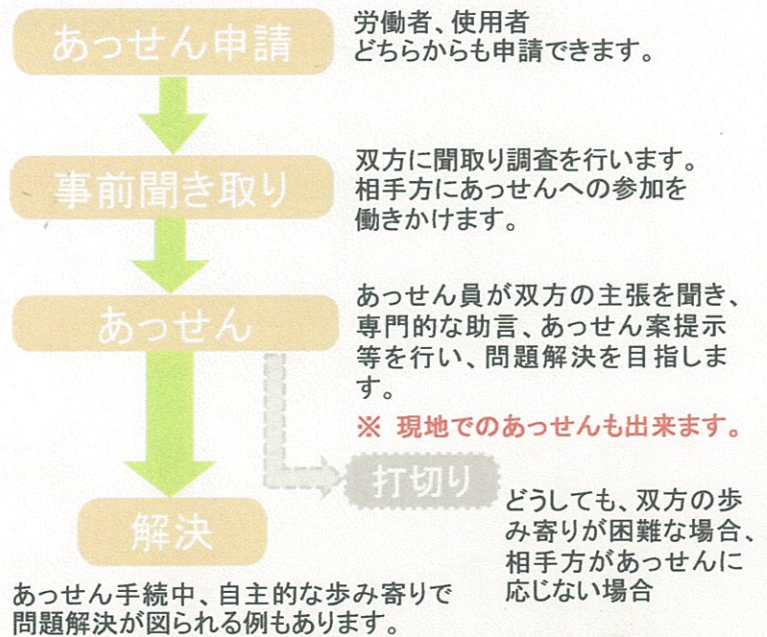 あっせん申請
労働者、使用者
どちらからも申請できます。
事前聞き取り
双方に聞取り調査を行います。
相手方にあっせんへの参加を
働きかけます。
あっせん
あっせん員が双方の主張を聞き、
専門的な助言、あっせん案提示
等を行い、問題解決を目指しま
す。
※ 現地でのあっせんも出来ます。
打切り
どうしても、双方の歩
み寄りが困難な場合、
相手方があっせんに
応じない場合
解決
あっせん手続中、自主的な歩み寄りで
問題解決が図られる例もあります。